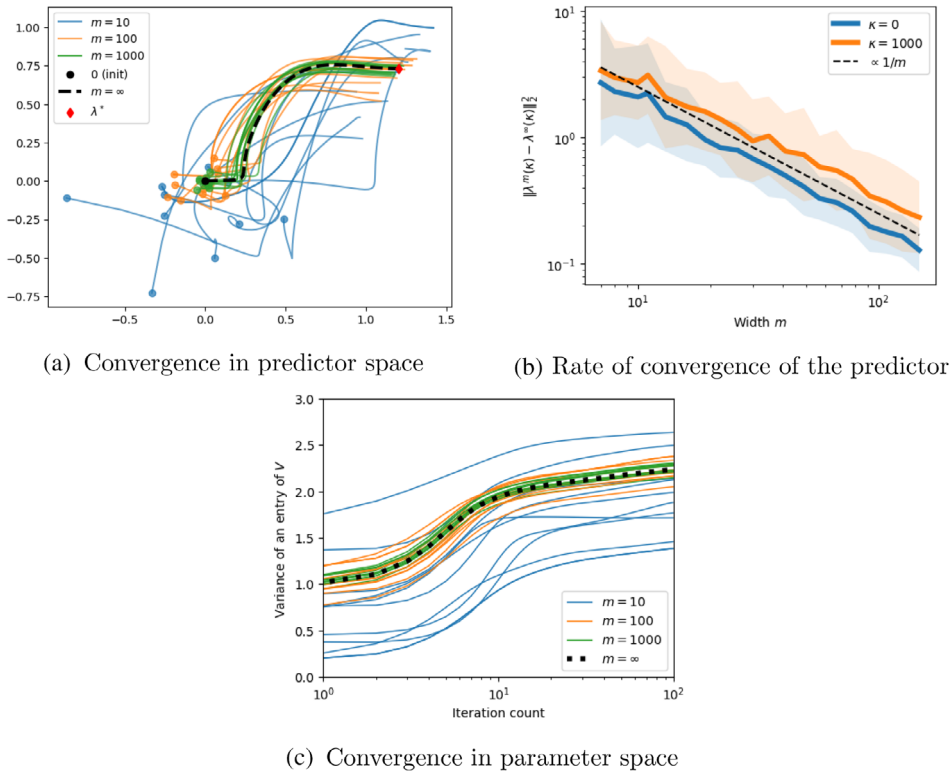 1.00
0.75
0.50
0.25
0.00
−0.25
−0.50
−0.75
−0.5
0.0
0.5
1.0
1.5
m = 10
m = 100
m = 1000
0 (init)
m = ∞
λ*
(a) Convergence in predictor space
‖λ^m(κ) − λ^∞(κ)‖₂²
10¹
10⁰
10⁻¹
10¹
10²
Width m
κ = 0
κ = 1000
∝ 1/m
(b) Rate of convergence of the predictor
Variance of an entry of V
3.0
2.5
2.0
1.5
1.0
0.5
0.0
10⁰
10¹
10²
Iteration count
m = 10
m = 100
m = 1000
m = ∞
(c) Convergence in parameter space